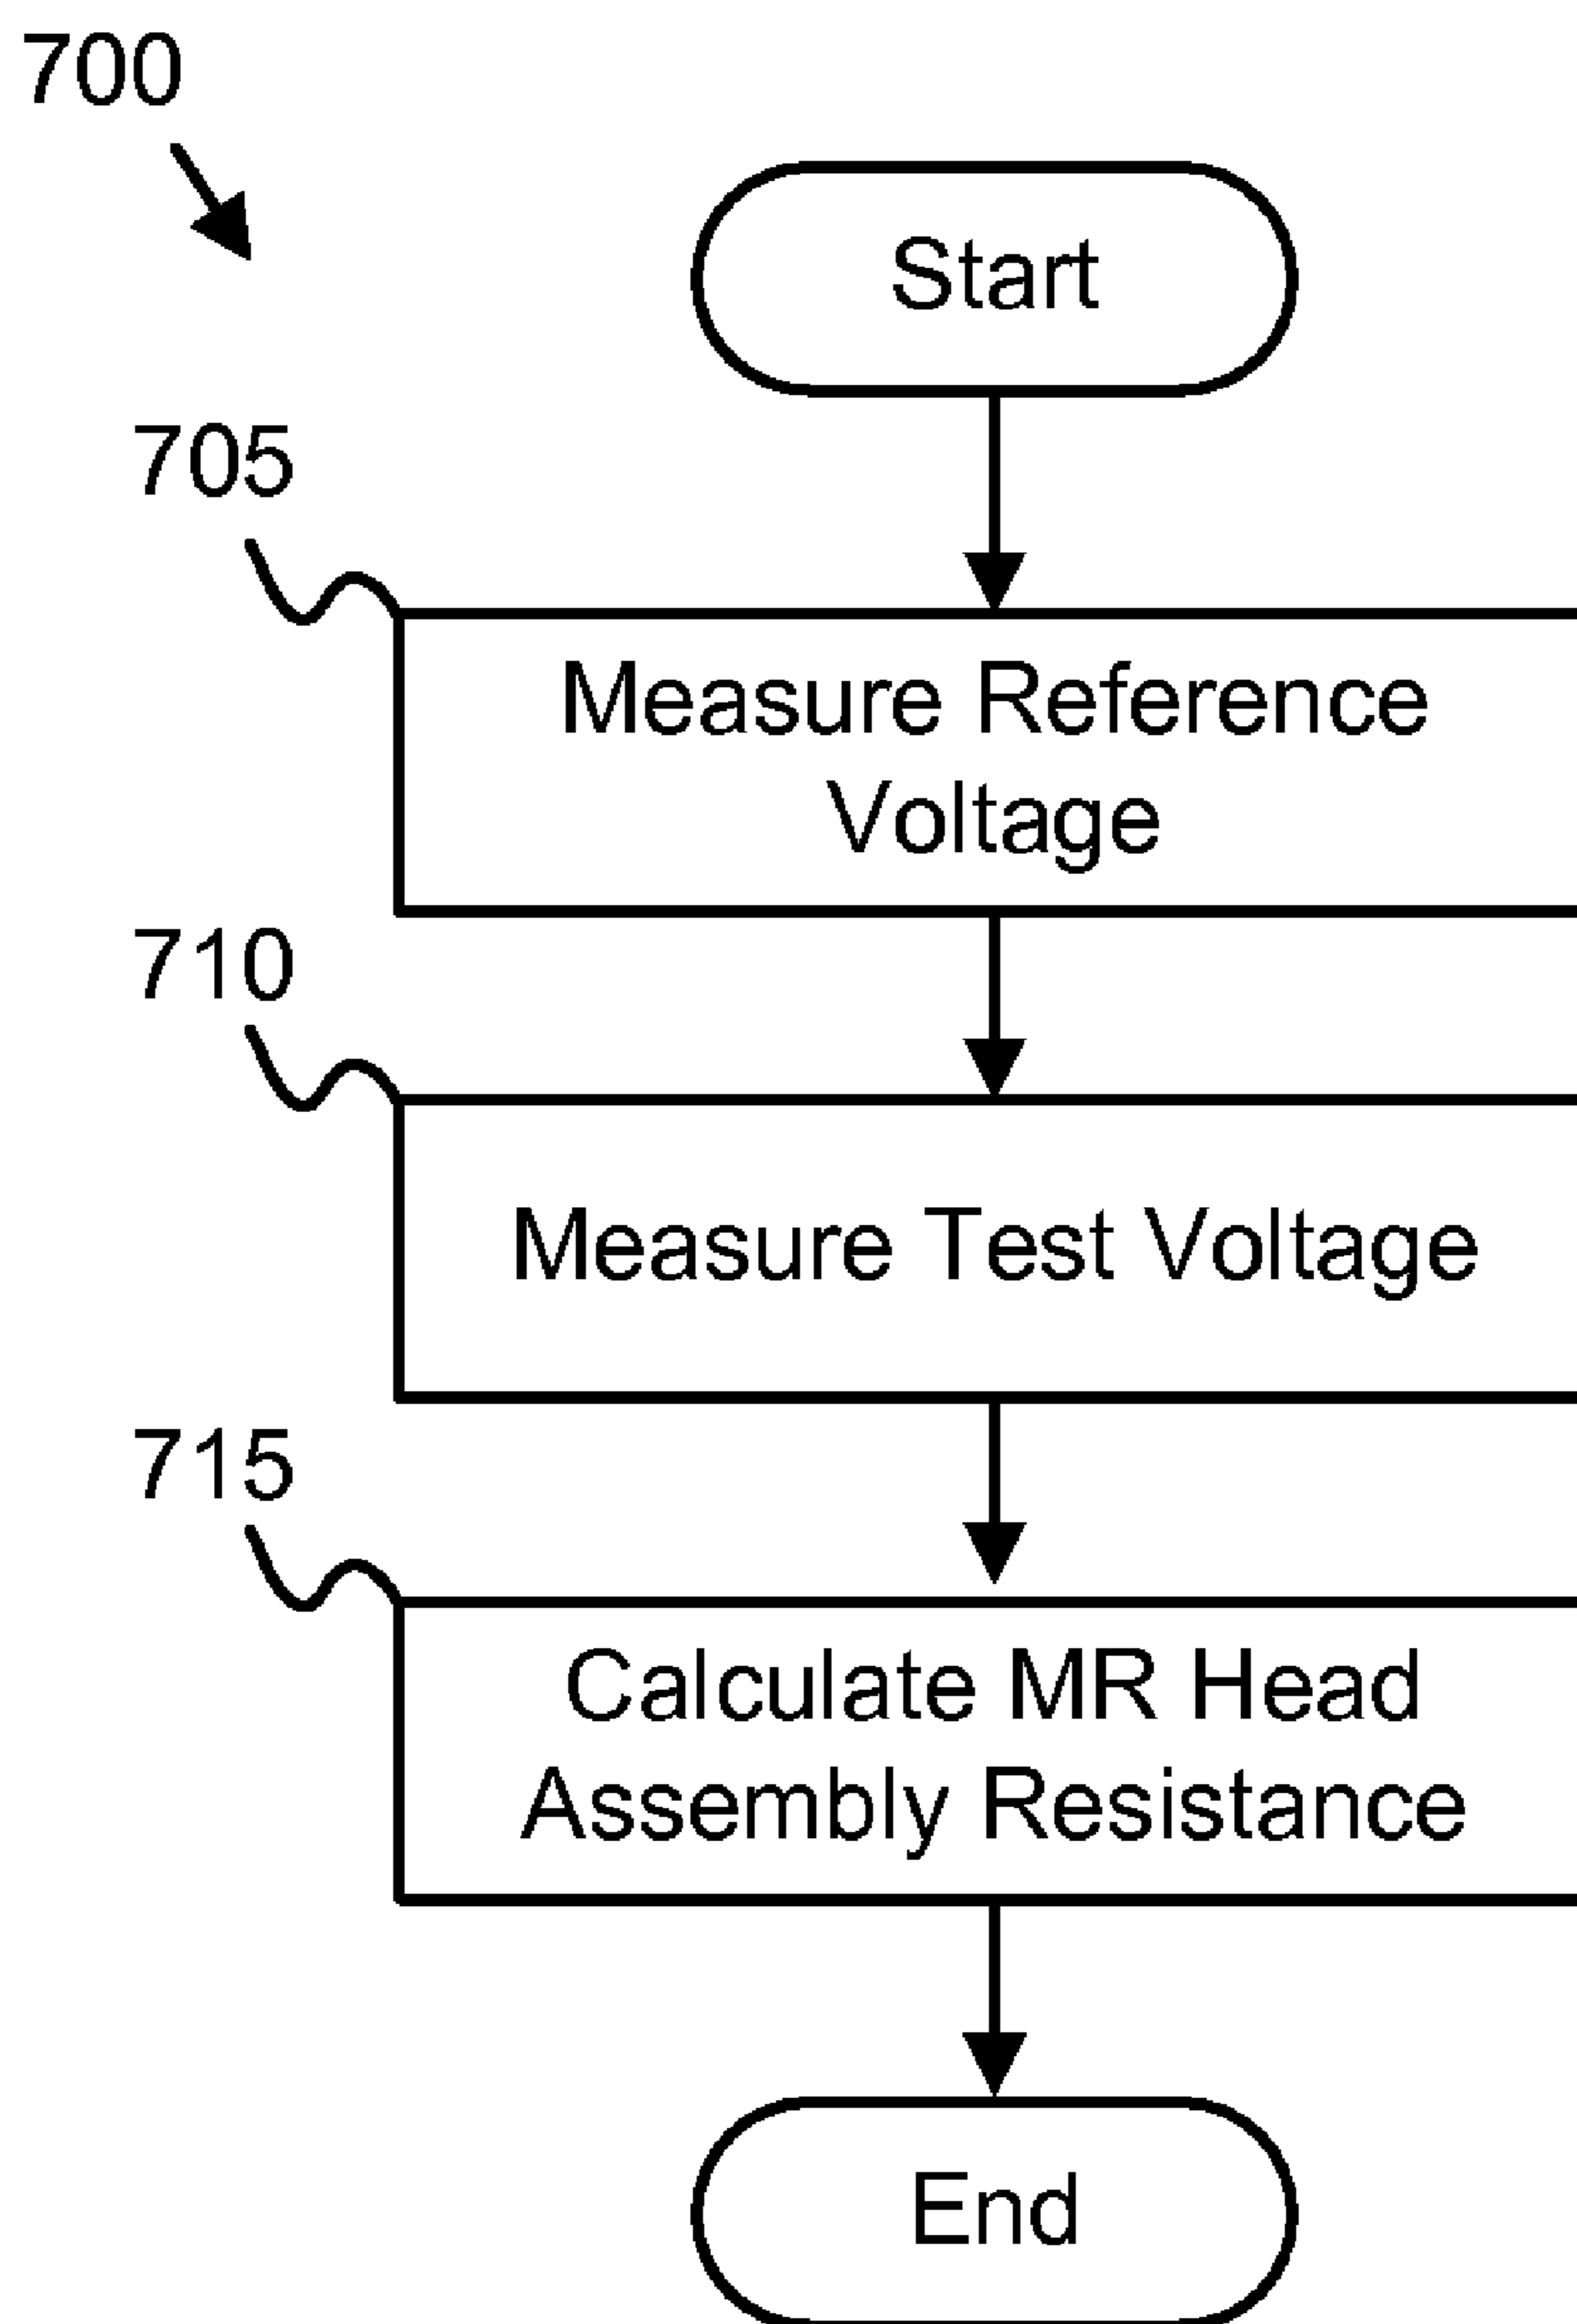 700
Start
705
Measure Reference
Voltage
710
Measure Test Voltage
715
Calculate MR Head
Assembly Resistance
End